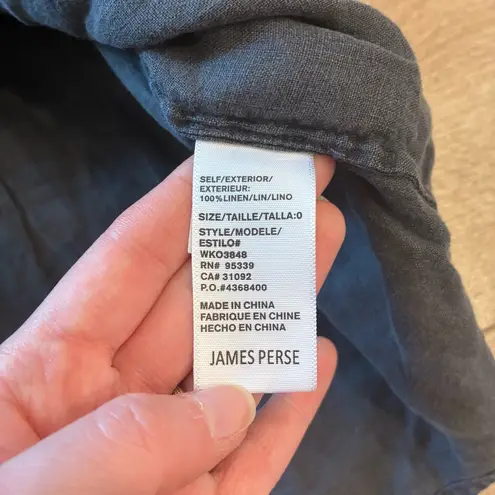 SELF/EXTERIOR/
EXTERIEUR:
100%LINEN/LIN/LINO
SIZE/TAILLE/TALLA:0
STYLE/MODELE/
ESTILO#
WKO3848
RN# 95339
CA# 31092
P.O.#4368400
MADE IN CHINA
FABRIQUE EN CHINE
HECHO EN CHINA
JAMES PERSE